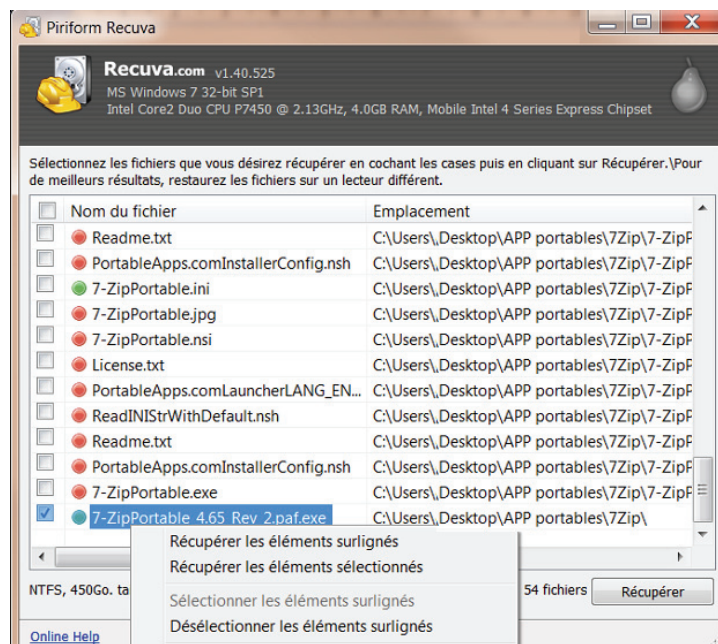 Piriform Recuva
Recuva.com v1.40.525
MS Windows 7 32-bit SP1
Intel Core2 Duo CPU P7450 @ 2.13GHz, 4.0GB RAM, Mobile Intel 4 Series Express Chipset
Sélectionnez les fichiers que vous désirez récupérer en cochant les cases puis en cliquant sur Récupérer.\Pour
de meilleurs résultats, restaurez les fichiers sur un lecteur différent.
Nom du fichier Emplacement
Readme.txt C:\Users\,Desktop\APP portables\7Zip\7-ZipP
PortableApps.comInstallerConfig.nsh C:\Users\,Desktop\APP portables\7Zip\7-ZipP
7-ZipPortable.ini C:\Users\,Desktop\APP portables\7Zip\7-ZipP
7-ZipPortable.jpg C:\Users\,Desktop\APP portables\7Zip\7-ZipP
7-ZipPortable.nsi C:\Users\,Desktop\APP portables\7Zip\7-ZipP
License.txt C:\Users\,Desktop\APP portables\7Zip\7-ZipP
PortableApps.comLauncherLANG_EN... C:\Users\,Desktop\APP portables\7Zip\7-ZipP
ReadINIStrWithDefault.nsh C:\Users\,Desktop\APP portables\7Zip\7-ZipP
Readme.txt C:\Users\,Desktop\APP portables\7Zip\7-ZipP
PortableApps.comInstallerConfig.nsh C:\Users\,Desktop\APP portables\7Zip\7-ZipP
7-ZipPortable.exe C:\Users\,Desktop\APP portables\7Zip\7-ZipP
7-ZipPortable_4.65_Rev_2.paf.exe C:\Users\,Desktop\APP portables\7Zip\
Récupérer les éléments surlignés
Récupérer les éléments sélectionnés
NTFS, 450Go. ta 54 fichiers Récupérer
Sélectionner les éléments surlignés
Désélectionner les éléments surlignés
Online Help